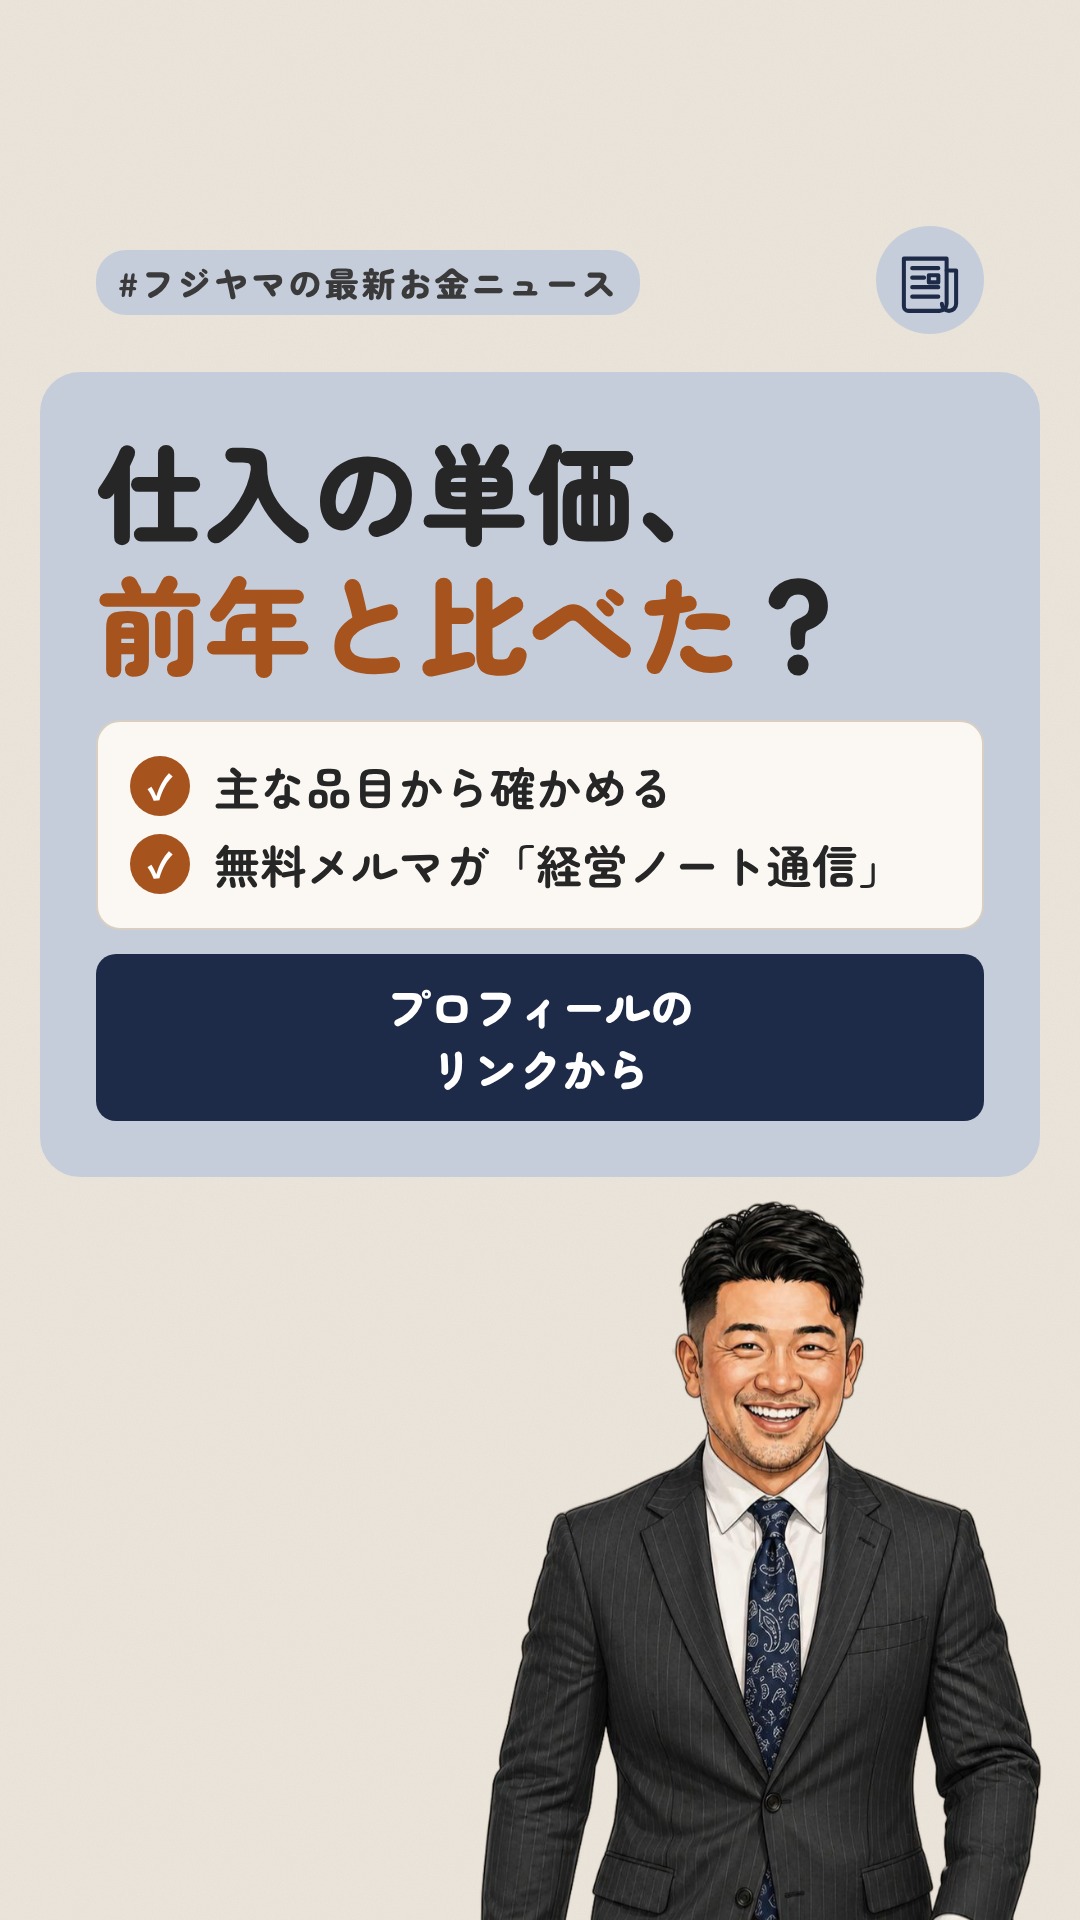 #フジヤマの最新お金ニュース
仕入の単価、
前年と比べた？
主な品目から確かめる
無料メルマガ「経営ノート通信」
プロフィールの
リンクから